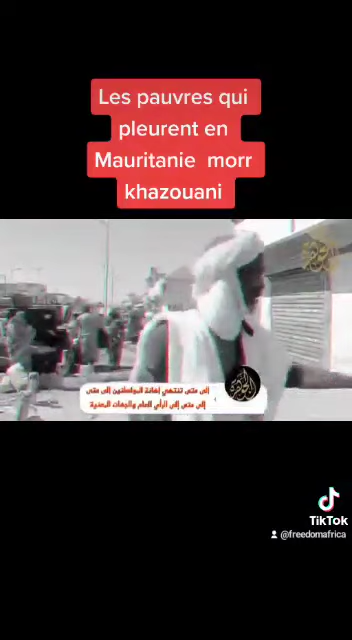 Les pauvres qui
pleurent en
Mauritanie morr
khazouani
إلى متى تنتهي إهانة المواطنين إلى متى
إلى متى إلى الرأي العام والجهات المعنية
TikTok
@freedomafrica